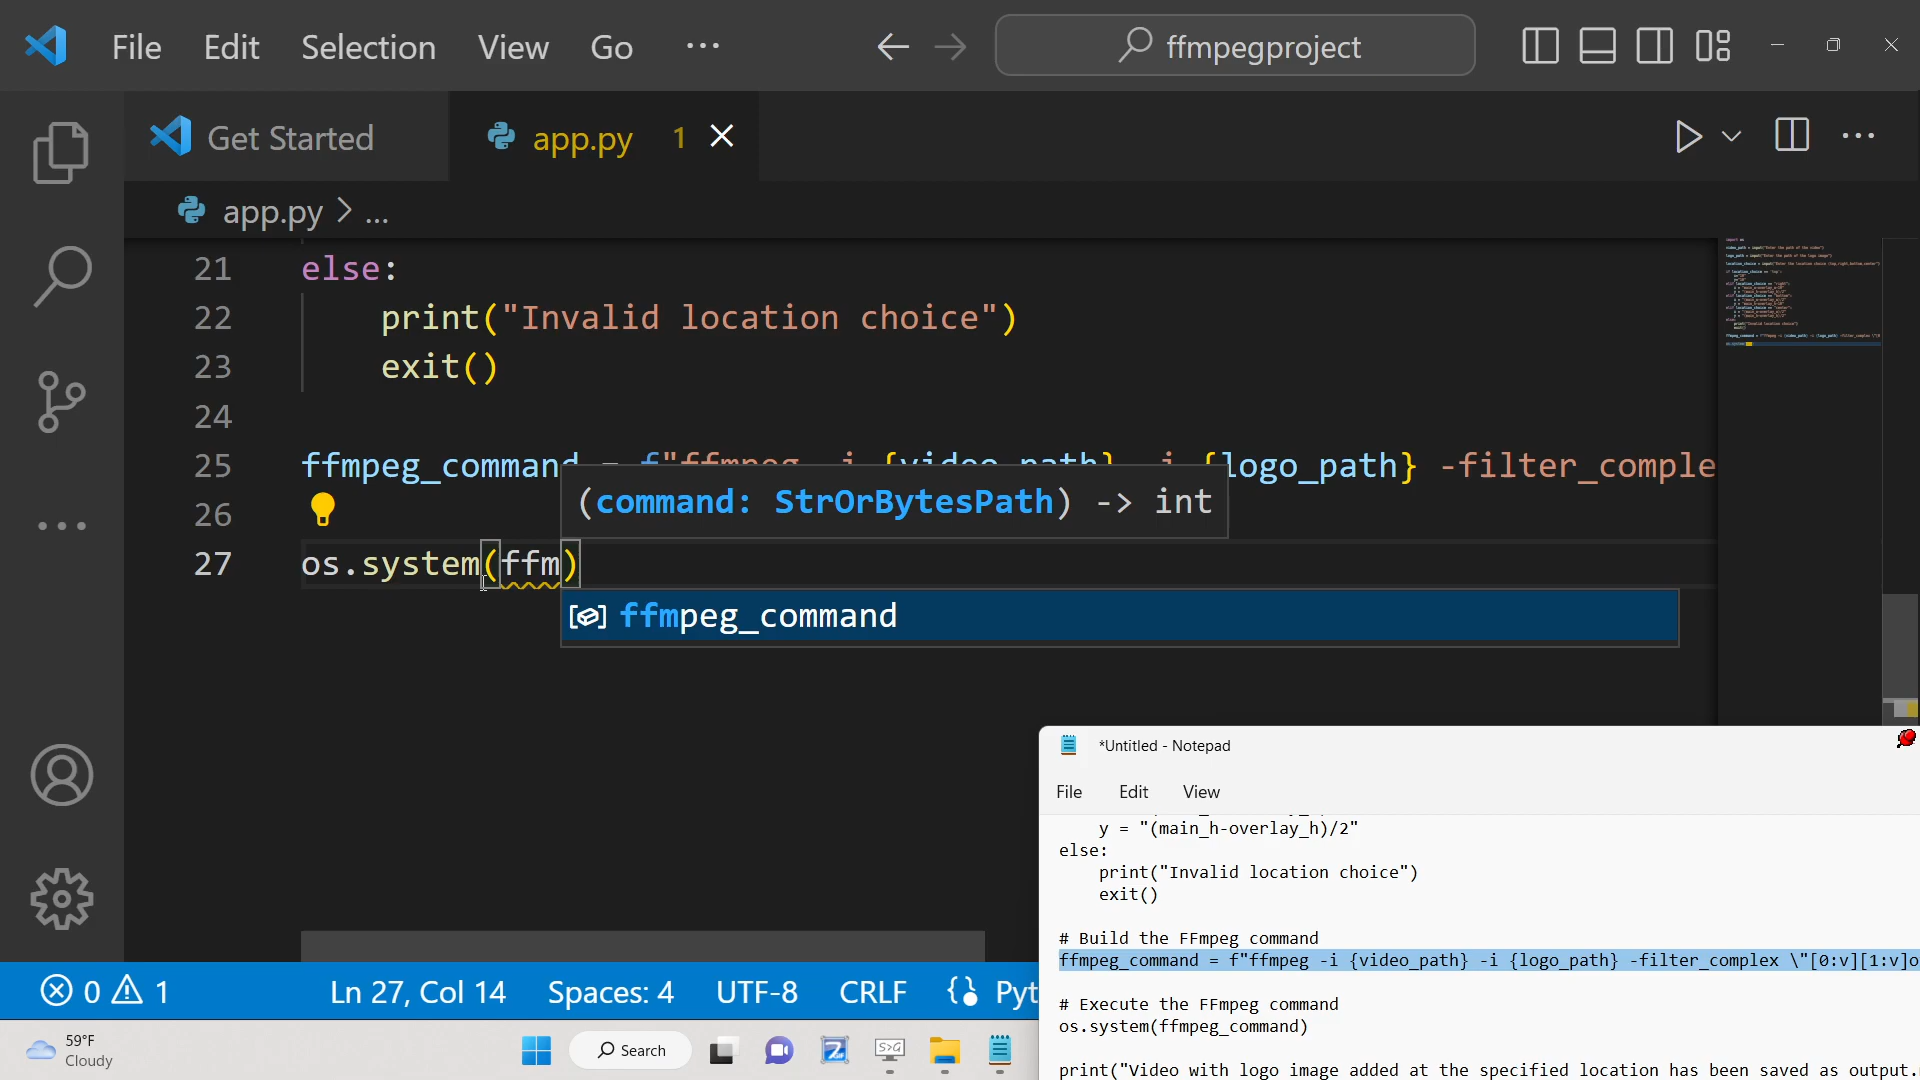 File Edit Selection View Go ...
ffmpegproject
Get Started
app.py 1
app.py > ...
21 else:
22 print("Invalid location choice")
23 exit()
24
25 ffmpeg_command = f"ffmpeg -i {video_path} -i {logo_path} -filter_comple
(command: StrOrBytesPath) -> int
26
27 os.system(ffm)
ffmpeg_command
*Untitled - Notepad
File Edit View
y = "(main_h-overlay_h)/2"
else:
print("Invalid location choice")
exit()
# Build the FFmpeg command
ffmpeg_command = f"ffmpeg -i {video_path} -i {logo_path} -filter_complex \"[0:v][1:v]o
# Execute the FFmpeg command
os.system(ffmpeg_command)
print("Video with logo image added at the specified location has been saved as output.
0 1 Ln 27, Col 14 Spaces: 4 UTF-8 CRLF {} Pyt
59°F
Cloudy
Search